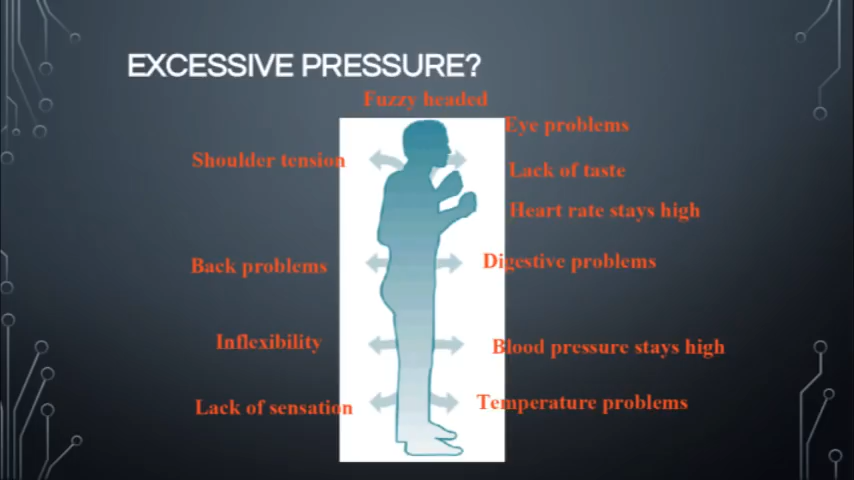 EXCESSIVE PRESSURE?
Fuzzy headed
Eye problems
Shoulder tension
Lack of taste
Heart rate stays high
Back problems
Digestive problems
Inflexibility
Blood pressure stays high
Lack of sensation
Temperature problems